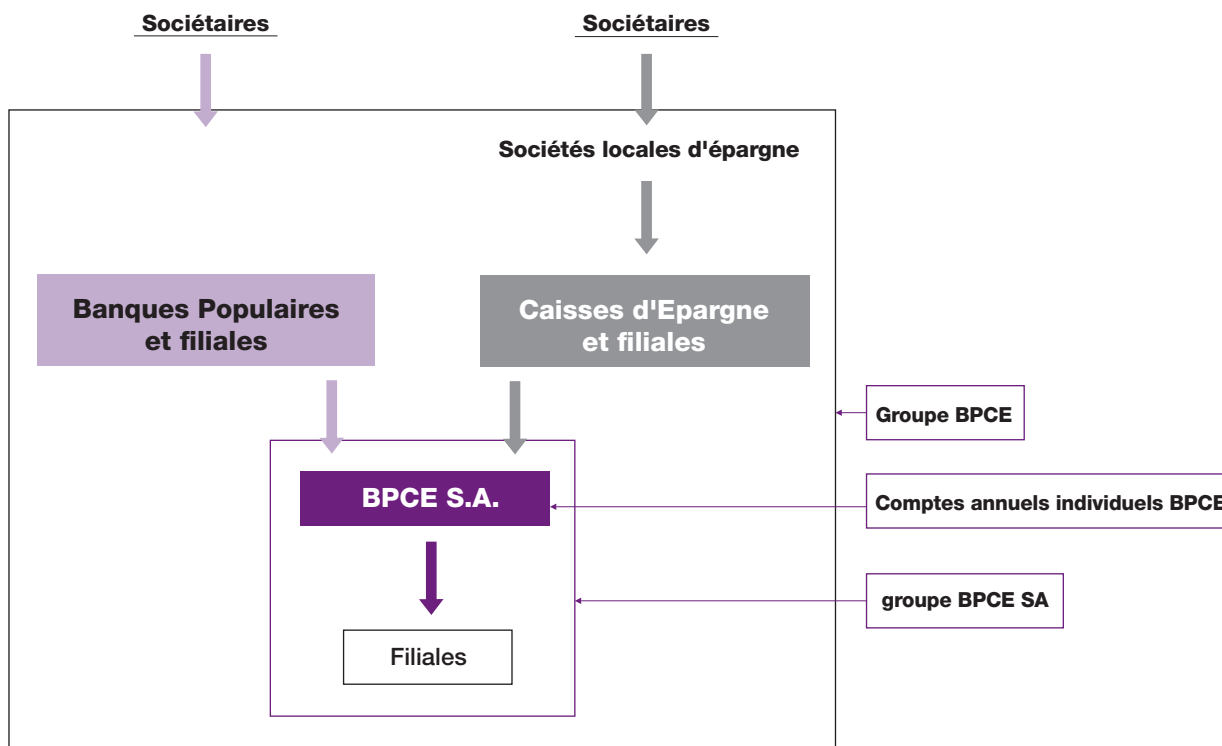 Sociétaires
Sociétaires
Sociétés locales d'épargne
Banques Populaires
et filiales
Caisses d'Epargne
et filiales
Groupe BPCE
BPCE S.A.
Comptes annuels individuels BPCE
groupe BPCE SA
Filiales